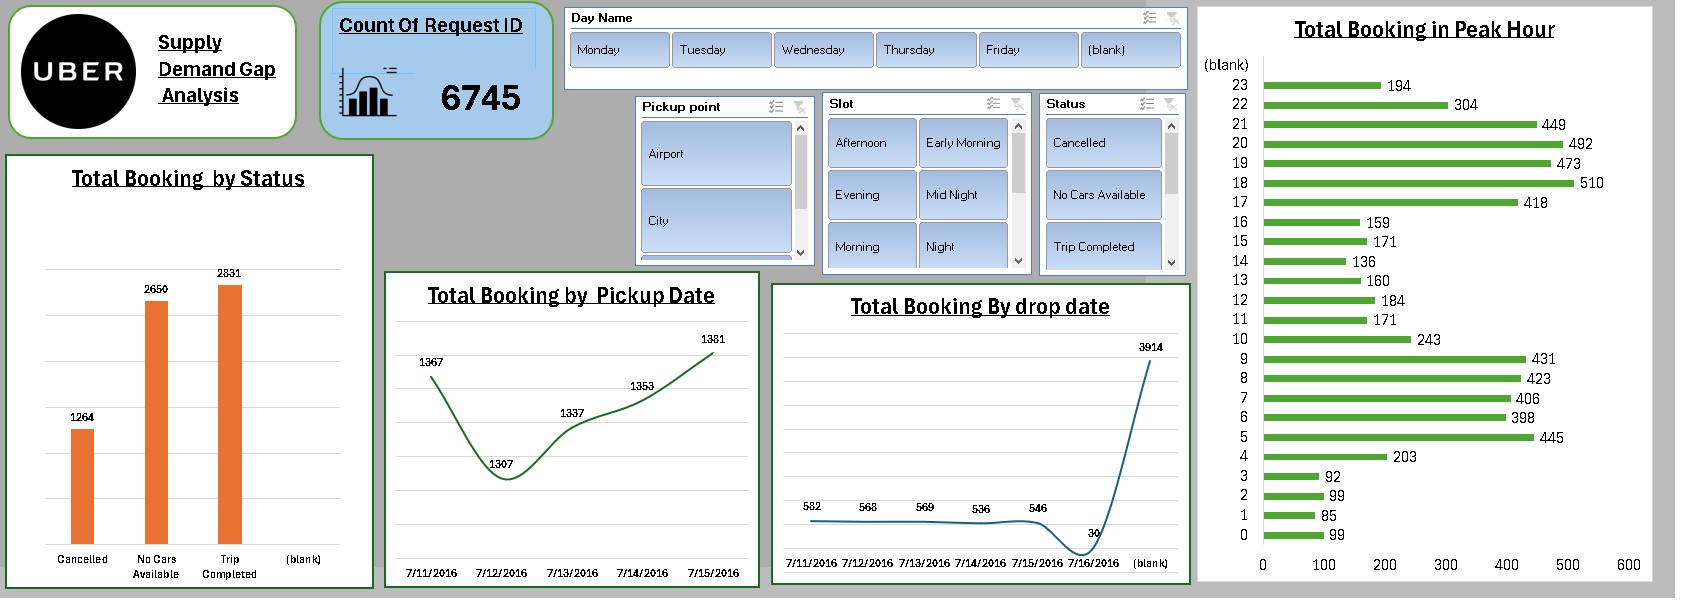 UBER
Supply
Demand Gap
Analysis
Count Of Request ID
6745
Day Name
Monday
Tuesday
Wednesday
Thursday
Friday
(blank)
Pickup point
Airport
City
Slot
Afternoon
Early Morning
Evening
Mid Night
Morning
Night
Status
Cancelled
No Cars Available
Trip Completed
Total Booking by Status
1264
2650
2831
Cancelled
No Cars
Available
Trip
Completed
(blank)
Total Booking by Pickup Date
1367
1307
1337
1353
1381
7/11/2016
7/12/2016
7/13/2016
7/14/2016
7/15/2016
Total Booking By drop date
582
568
569
536
546
30
3914
7/11/2016
7/12/2016
7/13/2016
7/14/2016
7/15/2016
7/16/2016
(blank)
Total Booking in Peak Hour
(blank)
23 194
22 304
21 449
20 492
19 473
18 510
17 418
16 159
15 171
14 136
13 160
12 184
11 171
10 243
9 431
8 423
7 406
6 398
5 445
4 203
3 92
2 99
1 85
0 99
0 100 200 300 400 500 600